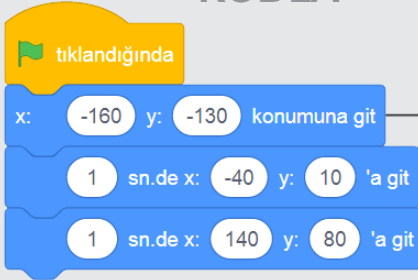 tıklandığında
x: -160 y: -130 konumuna git
1 sn.de x: -40 y: 10 'a git
1 sn.de x: 140 y: 80 'a git